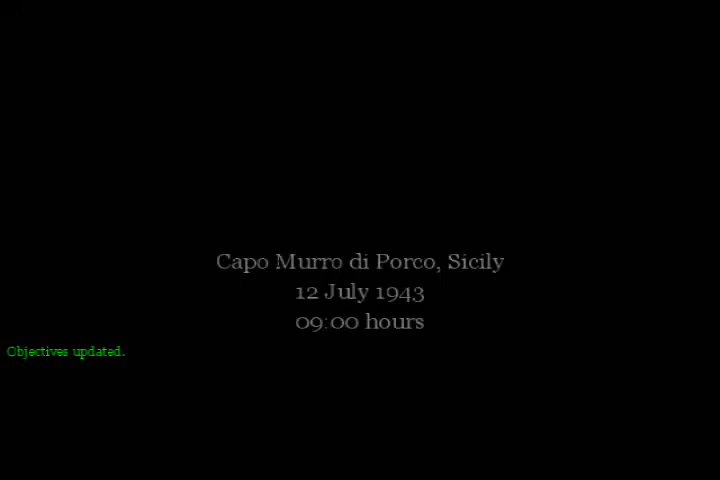 Capo Murro di Porco, Sicily
12 July 1943
09:00 hours
Objectives updated.